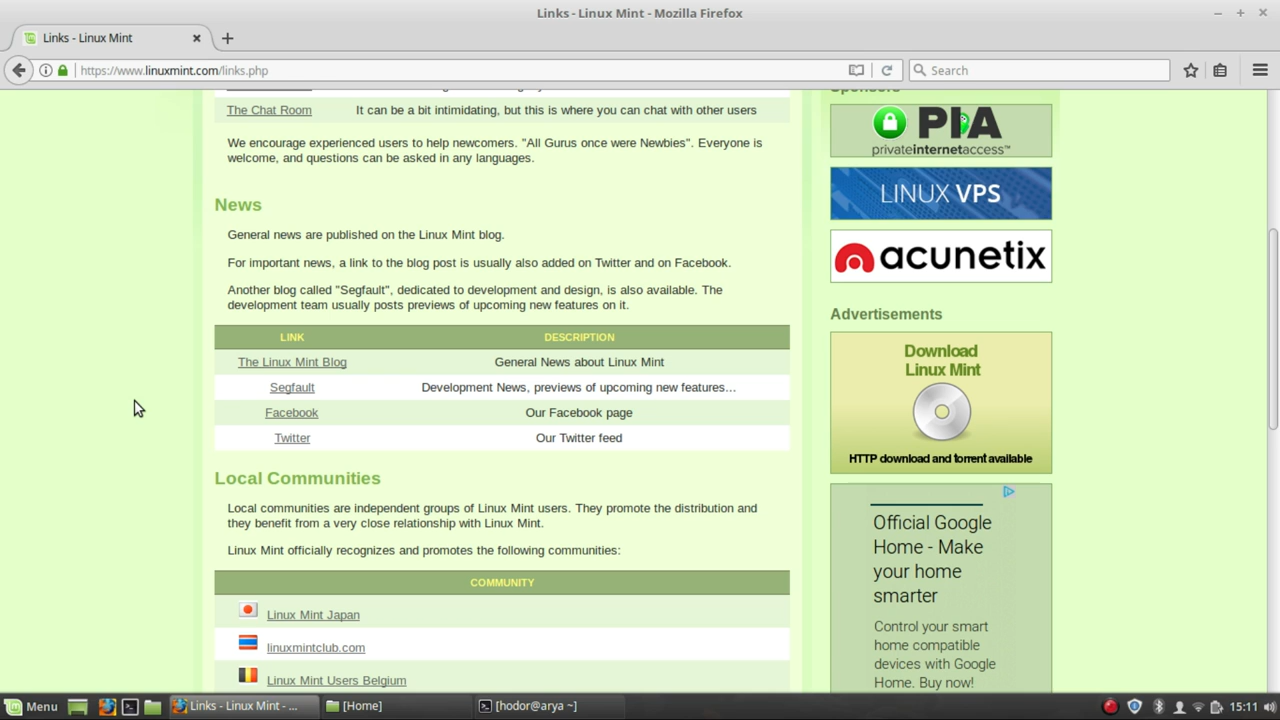 Links - Linux Mint - Mozilla Firefox
Links - Linux Mint
https://www.linuxmint.com/links.php
Search
The Chat Room It can be a bit intimidating, but this is where you can chat with other users
We encourage experienced users to help newcomers. "All Gurus once were Newbies". Everyone is
welcome, and questions can be asked in any languages.
News
General news are published on the Linux Mint blog.
For important news, a link to the blog post is usually also added on Twitter and on Facebook.
Another blog called "Segfault", dedicated to development and design, is also available. The
development team usually posts previews of upcoming new features on it.
LINK DESCRIPTION
The Linux Mint Blog General News about Linux Mint
Segfault Development News, previews of upcoming new features...
Facebook Our Facebook page
Twitter Our Twitter feed
Local Communities
Local communities are independent groups of Linux Mint users. They promote the distribution and
they benefit from a very close relationship with Linux Mint.
Linux Mint officially recognizes and promotes the following communities:
COMMUNITY
Linux Mint Japan
linuxmintclub.com
Linux Mint Users Belgium
Sponsors
PIA
privateinternetaccess™
LINUX VPS
acunetix
Advertisements
Download
Linux Mint
HTTP download and torrent available
Official Google
Home - Make
your home
smarter
Control your smart
home compatible
devices with Google
Home. Buy now!
Menu
Links - Linux Mint - ...
[Home]
[hodor@arya ~]
15:11